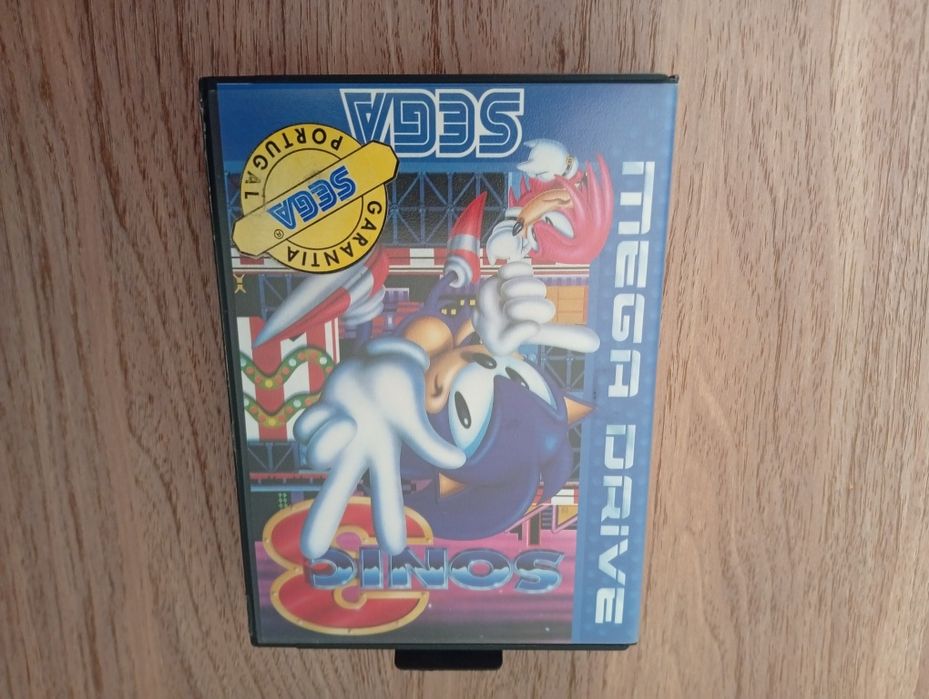 SEGA
MEGA DRIVE
SONIC
3
GARANTIA
SEGA®
PORTUGAL